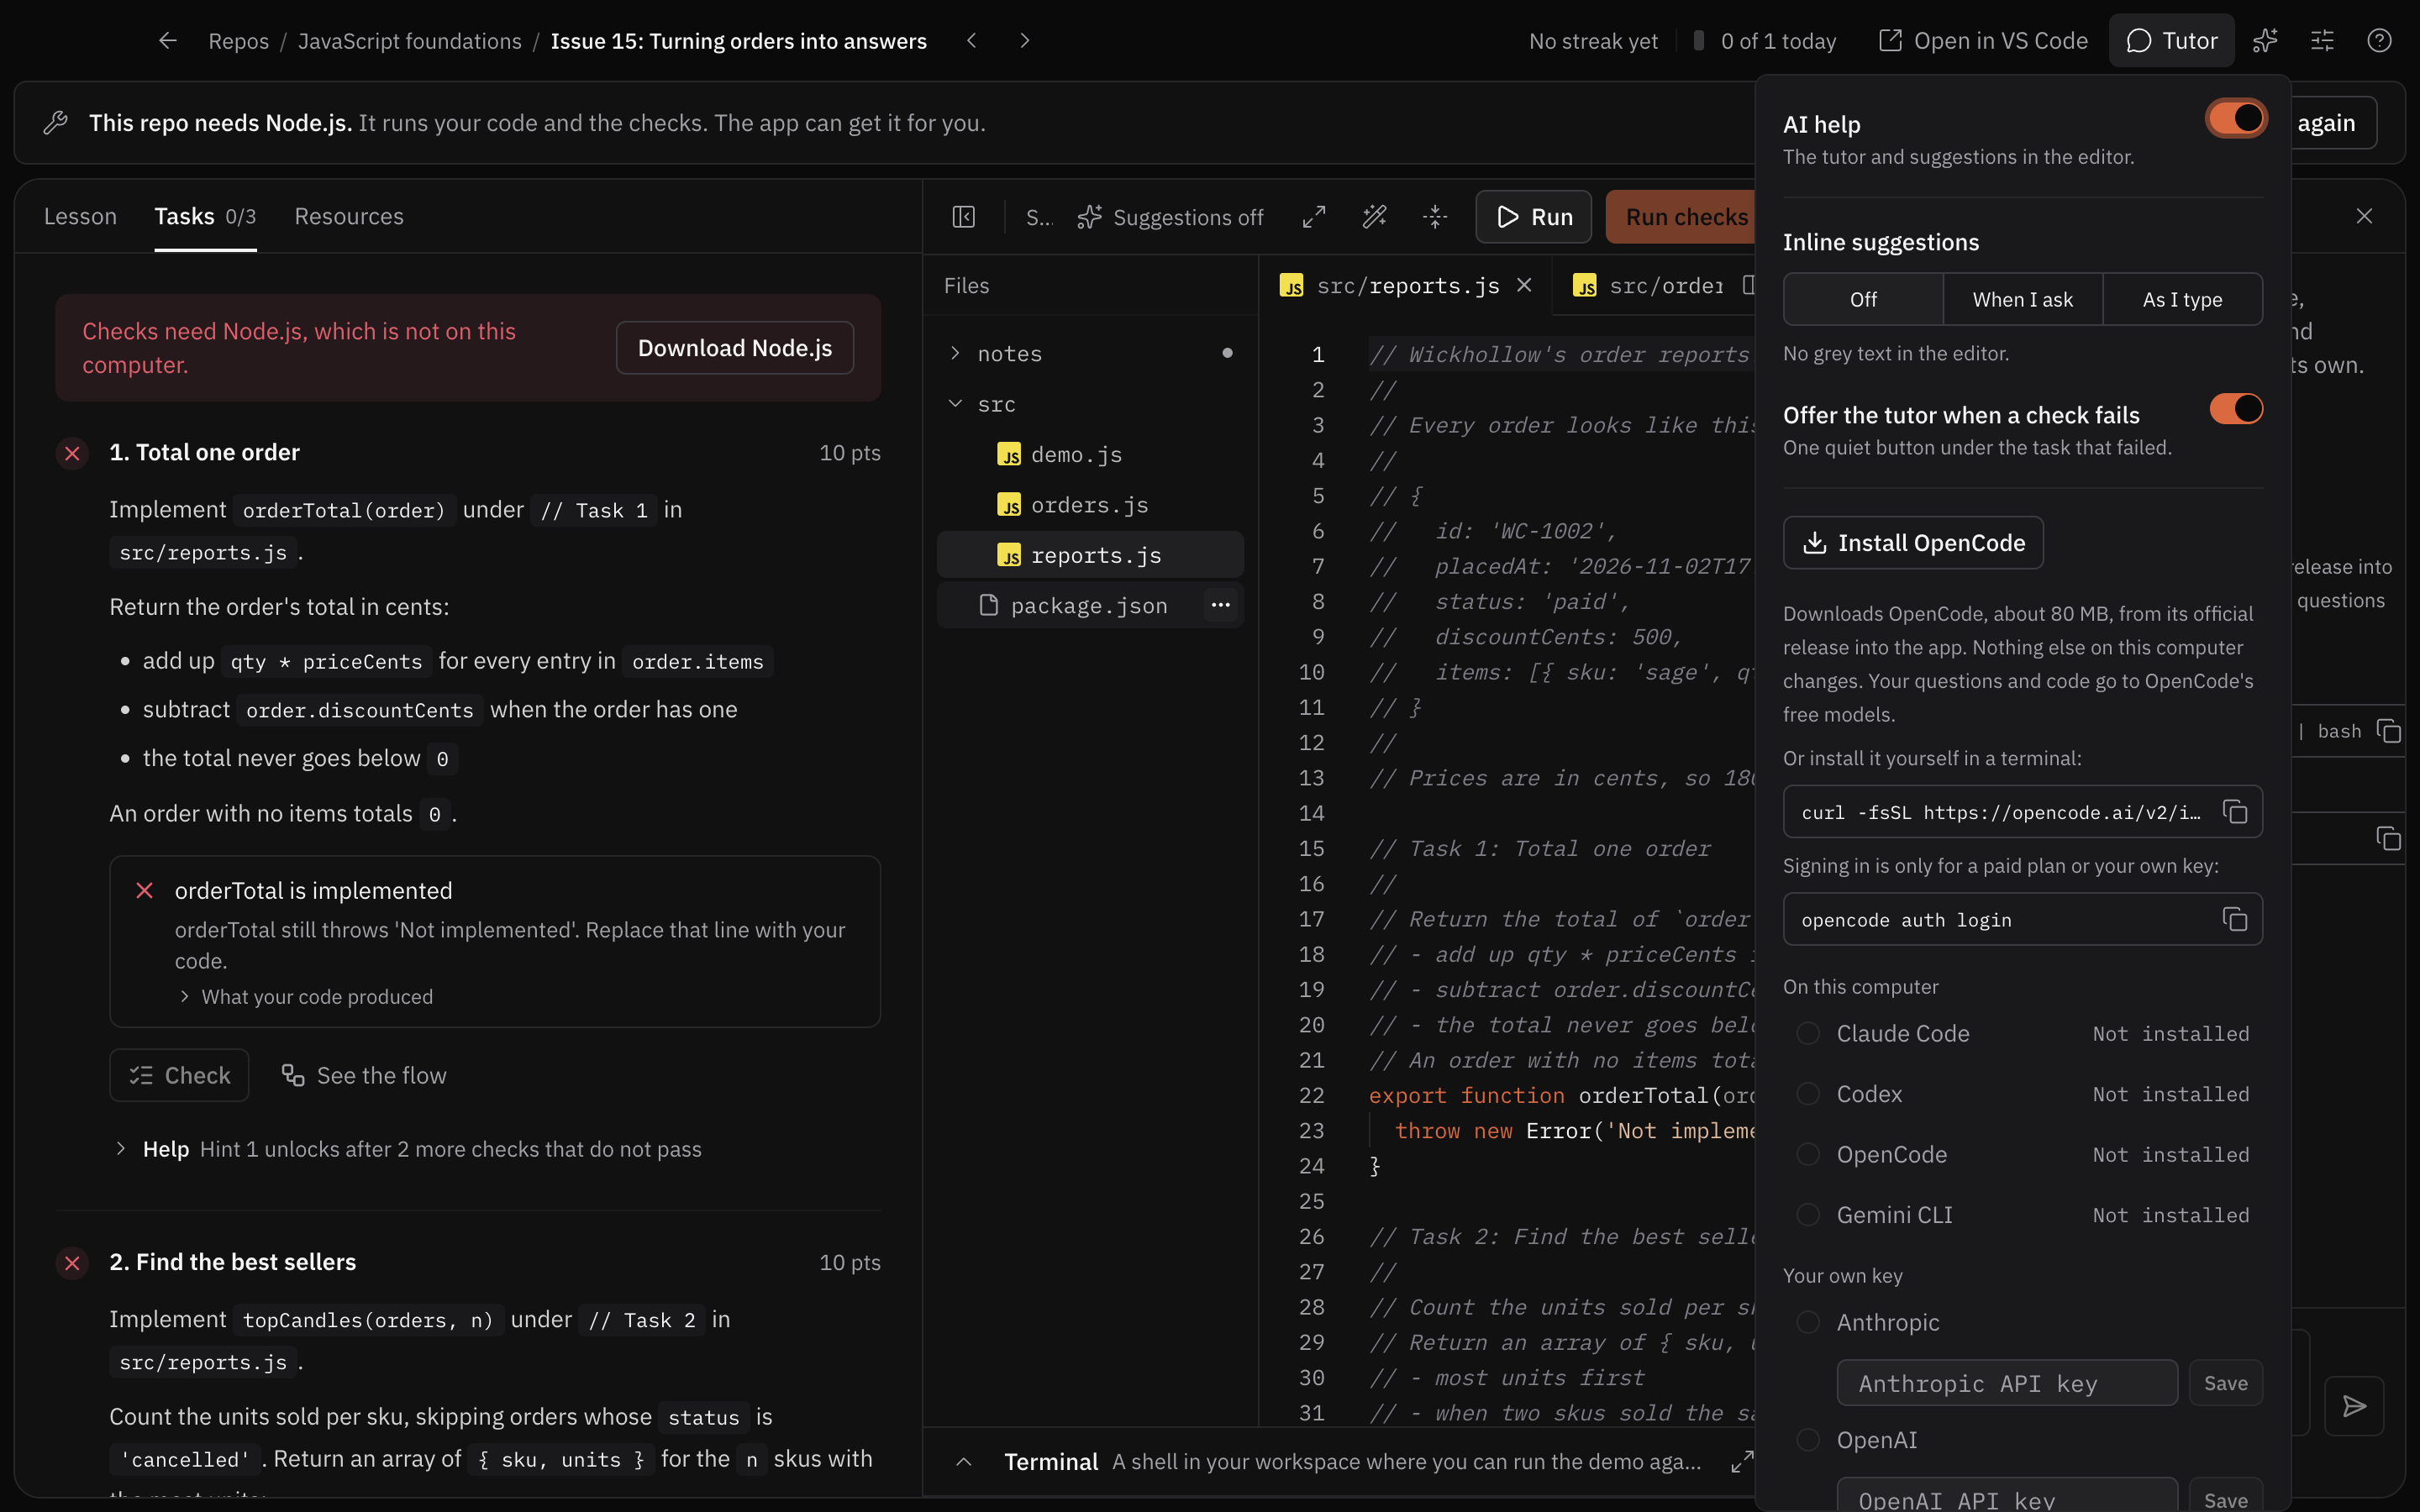 Repos / JavaScript foundations / Issue 15: Turning orders into answers
No streak yet
0 of 1 today
Open in VS Code
Tutor
This repo needs Node.js. It runs your code and the checks. The app can get it for you.
again
Lesson
Tasks 0/3
Resources
Checks need Node.js, which is not on this
computer.
Download Node.js
1. Total one order
10 pts
Implement orderTotal(order) under // Task 1 in
src/reports.js.
Return the order's total in cents:
• add up qty * priceCents for every entry in order.items
• subtract order.discountCents when the order has one
• the total never goes below 0
An order with no items totals 0.
orderTotal is implemented
orderTotal still throws 'Not implemented'. Replace that line with your
code.
What your code produced
Check
See the flow
Help Hint 1 unlocks after 2 more checks that do not pass
2. Find the best sellers
10 pts
Implement topCandles(orders, n) under // Task 2 in
src/reports.js.
Count the units sold per sku, skipping orders whose status is
'cancelled'. Return an array of { sku, units } for the n skus with
S...
Suggestions off
Run
Run checks
Files
notes
src
JS demo.js
JS orders.js
JS reports.js
package.json
JS src/reports.js
JS src/order
1 // Wickhollow's order reports
2 //
3 // Every order looks like this
4 //
5 // {
6 //   id: 'WC-1002',
7 //   placedAt: '2026-11-02T17
8 //   status: 'paid',
9 //   discountCents: 500,
10 //   items: [{ sku: 'sage', q
11 // }
12 //
13 // Prices are in cents, so 180
14
15 // Task 1: Total one order
16 //
17 // Return the total of `order
18 // - add up qty * priceCents
19 // - subtract order.discountCe
20 // - the total never goes bel
21 // An order with no items tot
22 export function orderTotal(ord
23   throw new Error('Not impleme
24 }
25
26 // Task 2: Find the best selle
27 //
28 // Count the units sold per s
29 // Return an array of { sku,
30 // - most units first
31 // - when two skus sold the sa
Terminal A shell in your workspace where you can run the demo aga...
AI help
The tutor and suggestions in the editor.
Inline suggestions
Off
When I ask
As I type
No grey text in the editor.
Offer the tutor when a check fails
One quiet button under the task that failed.
Install OpenCode
Downloads OpenCode, about 80 MB, from its official
release into the app. Nothing else on this computer
changes. Your questions and code go to OpenCode's
free models.
Or install it yourself in a terminal:
curl -fsSL https://opencode.ai/v2/i...
Signing in is only for a paid plan or your own key:
opencode auth login
On this computer
Claude Code Not installed
Codex Not installed
OpenCode Not installed
Gemini CLI Not installed
Your own key
Anthropic
Anthropic API key
Save
OpenAI
OpenAI API key
Save
ts own.
release into
questions
| bash